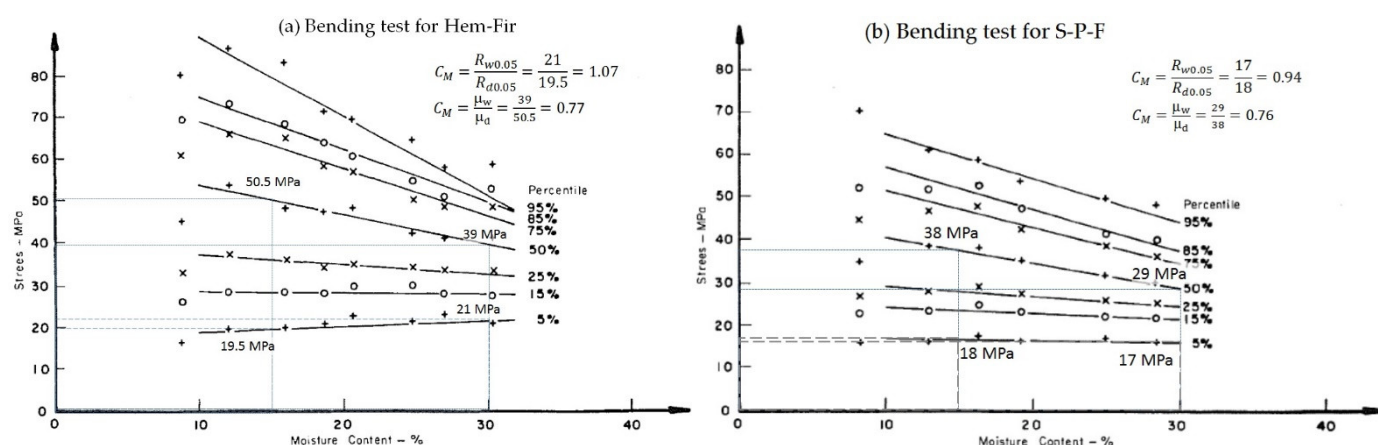 (a) Bending test for Hem-Fir
C_M = R_w0.05 / R_d0.05 = 21 / 19.5 = 1.07
C_M = μ_w / μ_d = 39 / 50.5 = 0.77
80
70
60
50
40
30
20
10
0
Strees - MPa
50.5 MPa
39 MPa
21 MPa
19.5 MPa
Percentile
95%
85%
75%
50%
25%
15%
5%
0
10
20
30
40
Moisture Content - %
(b) Bending test for S-P-F
C_M = R_w0.05 / R_d0.05 = 17 / 18 = 0.94
C_M = μ_w / μ_d = 29 / 38 = 0.76
80
70
60
50
40
30
20
10
0
Strees - MPa
38 MPa
29 MPa
18 MPa
17 MPa
Percentile
95%
85%
75%
50%
25%
15%
5%
0
10
20
30
40
Moisture Content - %